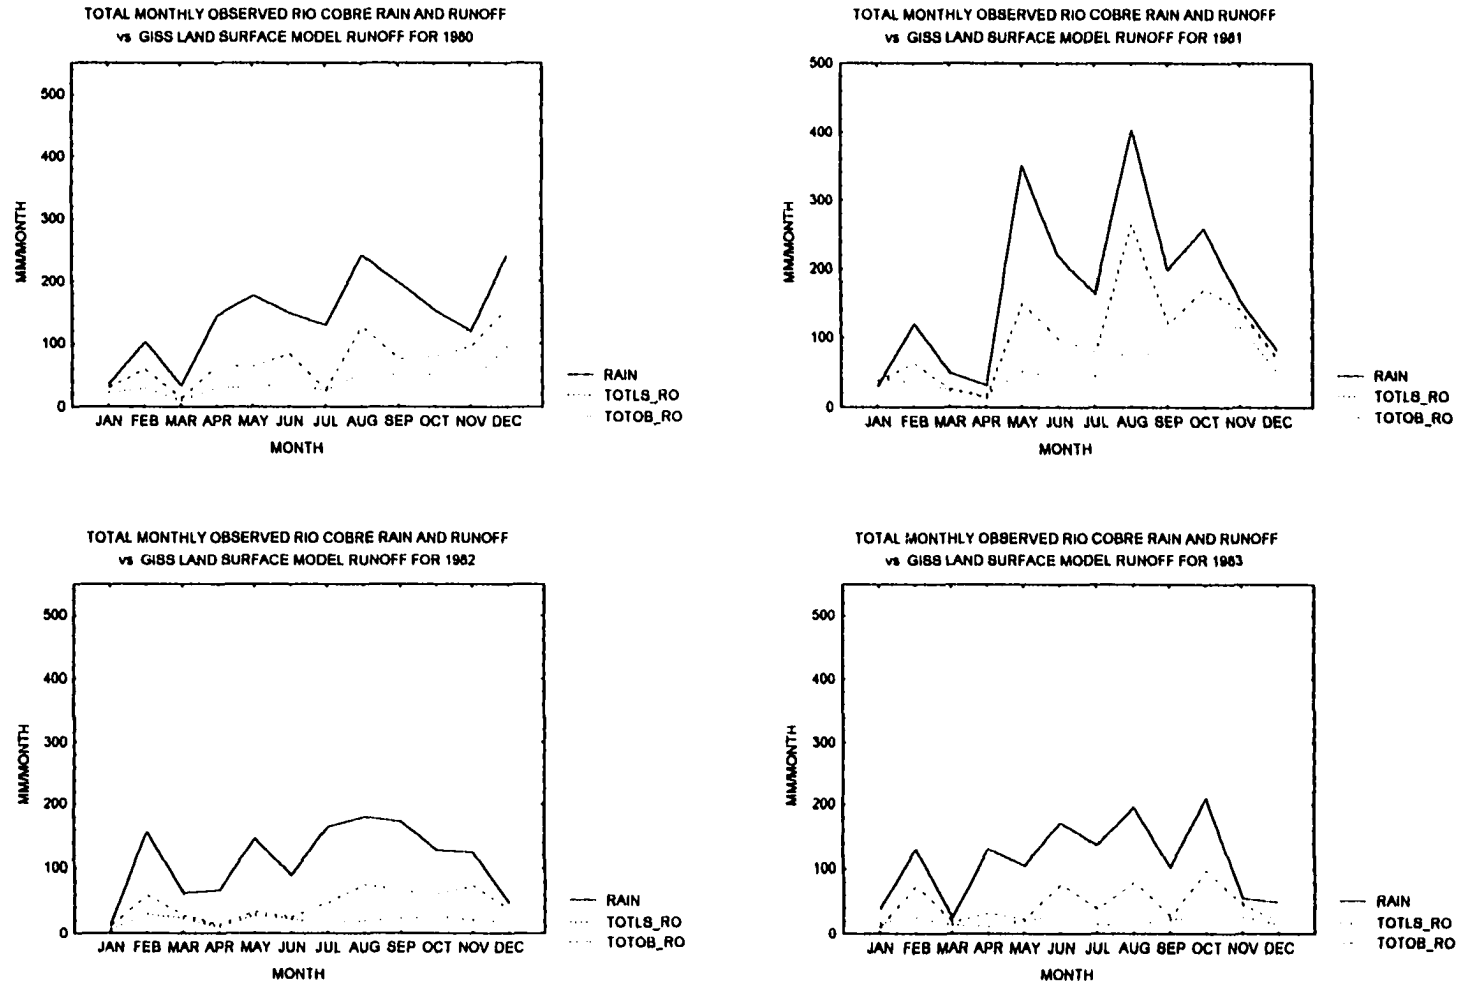 TOTAL MONTHLY OBSERVED RIO COBRE RAIN AND RUNOFF
vs GISS LAND SURFACE MODEL RUNOFF FOR 1980
500
400
300
200
100
0
MM/MONTH
JAN FEB MAR APR MAY JUN JUL AUG SEP OCT NOV DEC
MONTH
RAIN
TOTLS_RO
TOTOB_RO
TOTAL MONTHLY OBSERVED RIO COBRE RAIN AND RUNOFF
vs GISS LAND SURFACE MODEL RUNOFF FOR 1981
500
400
300
200
100
0
MM/MONTH
JAN FEB MAR APR MAY JUN JUL AUG SEP OCT NOV DEC
MONTH
RAIN
TOTLS_RO
TOTOB_RO
TOTAL MONTHLY OBSERVED RIO COBRE RAIN AND RUNOFF
vs GISS LAND SURFACE MODEL RUNOFF FOR 1982
500
400
300
200
100
0
MM/MONTH
JAN FEB MAR APR MAY JUN JUL AUG SEP OCT NOV DEC
MONTH
RAIN
TOTLS_RO
TOTOB_RO
TOTAL MONTHLY OBSERVED RIO COBRE RAIN AND RUNOFF
vs GISS LAND SURFACE MODEL RUNOFF FOR 1983
500
400
300
200
100
0
MM/MONTH
JAN FEB MAR APR MAY JUN JUL AUG SEP OCT NOV DEC
MONTH
RAIN
TOTLS_RO
TOTOB_RO